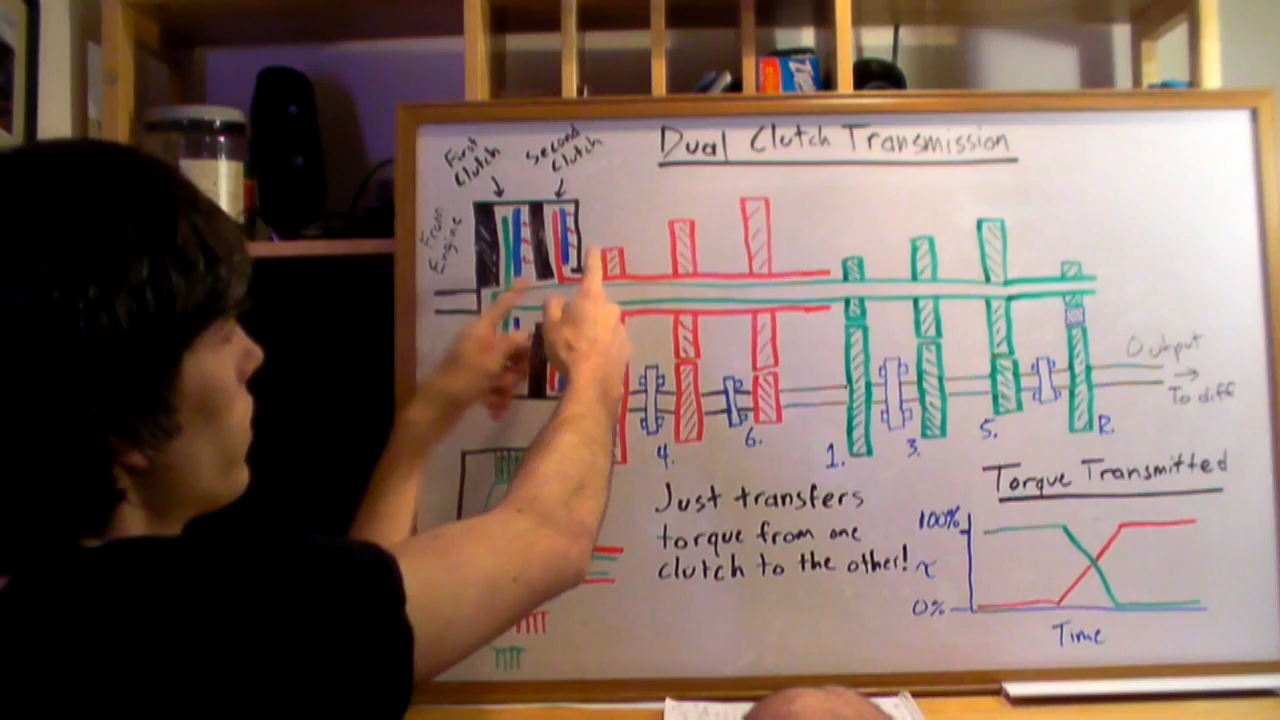 Dual Clutch Transmission
First
Clutch
Second
Clutch
From
Engine
4.
6.
1.
3.
5.
R.
Output
To diff
Just transfers
torque from one
clutch to the other!
Torque Transmitted
100%
τ
0%
Time